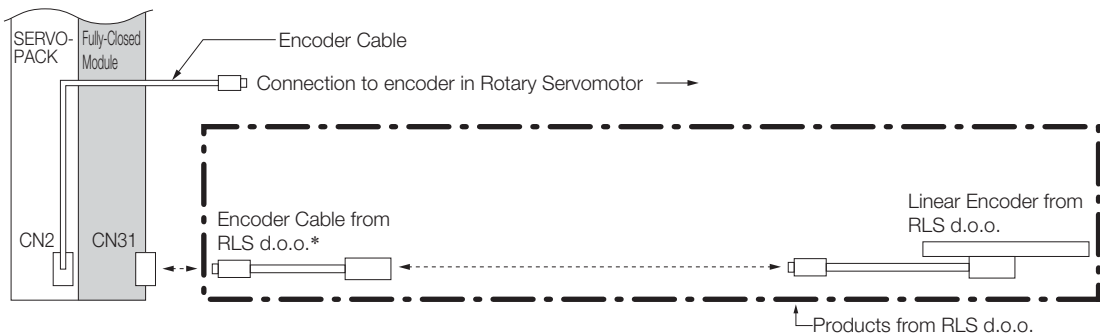 SERVO-
PACK
Fully-Closed
Module
Encoder Cable
Connection to encoder in Rotary Servomotor
CN2
CN31
Encoder Cable from
RLS d.o.o.*
Linear Encoder from
RLS d.o.o.
Products from RLS d.o.o.